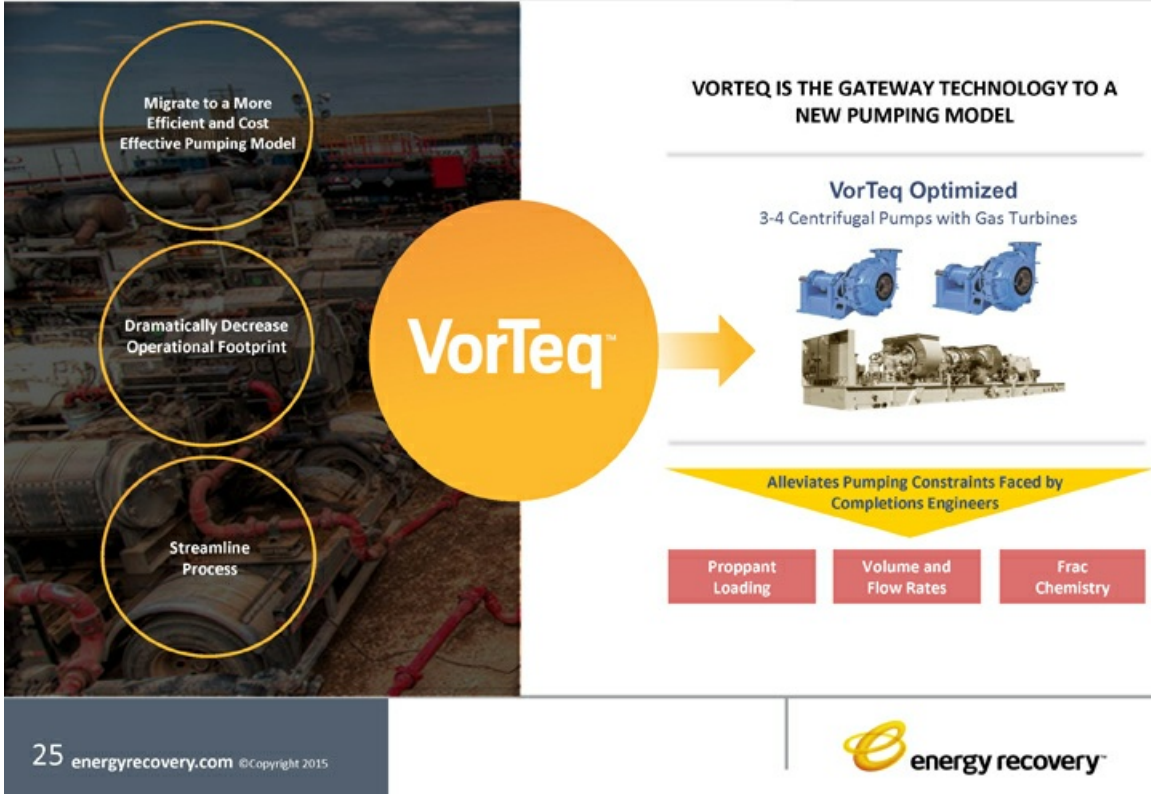 Migrate to a More
Efficient and Cost
Effective Pumping Model
Dramatically Decrease
Operational Footprint
Streamline
Process
VorTeq™
VORTEQ IS THE GATEWAY TECHNOLOGY TO A
NEW PUMPING MODEL
VorTeq Optimized
3-4 Centrifugal Pumps with Gas Turbines
Alleviates Pumping Constraints Faced by
Completions Engineers
Proppant
Loading
Volume and
Flow Rates
Frac
Chemistry
25 energyrecovery.com ©Copyright 2015
energy recovery™